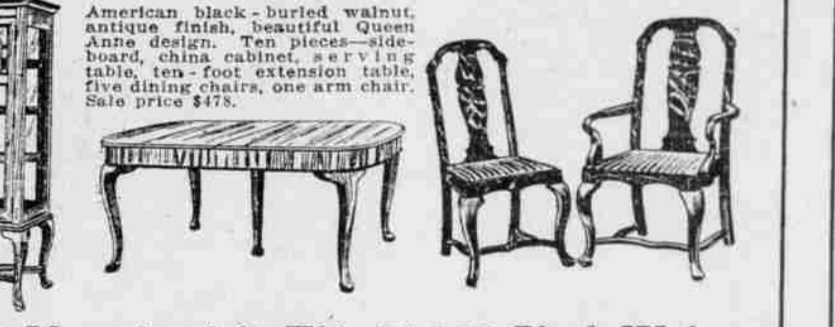 American black-burled walnut,
antique finish, beautiful Queen
Anne design. Ten pieces—side-
board, china cabinet, serving
table, ten-foot extension table,
five dining chairs, one arm chair.
Sale price $478.